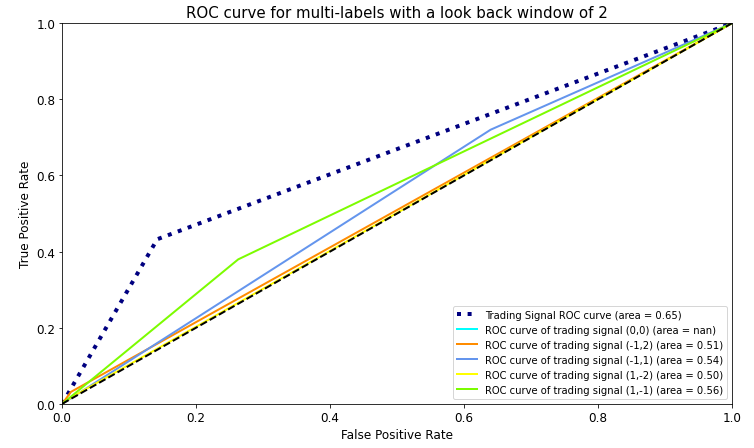 ROC curve for multi-labels with a look back window of 2
1.0
0.8
0.6
0.4
0.2
0.0
True Positive Rate
Trading Signal ROC curve (area = 0.65)
ROC curve of trading signal (0,0) (area = nan)
ROC curve of trading signal (-1,2) (area = 0.51)
ROC curve of trading signal (-1,1) (area = 0.54)
ROC curve of trading signal (1,-2) (area = 0.50)
ROC curve of trading signal (1,-1) (area = 0.56)
0.0 0.2 0.4 0.6 0.8 1.0
False Positive Rate